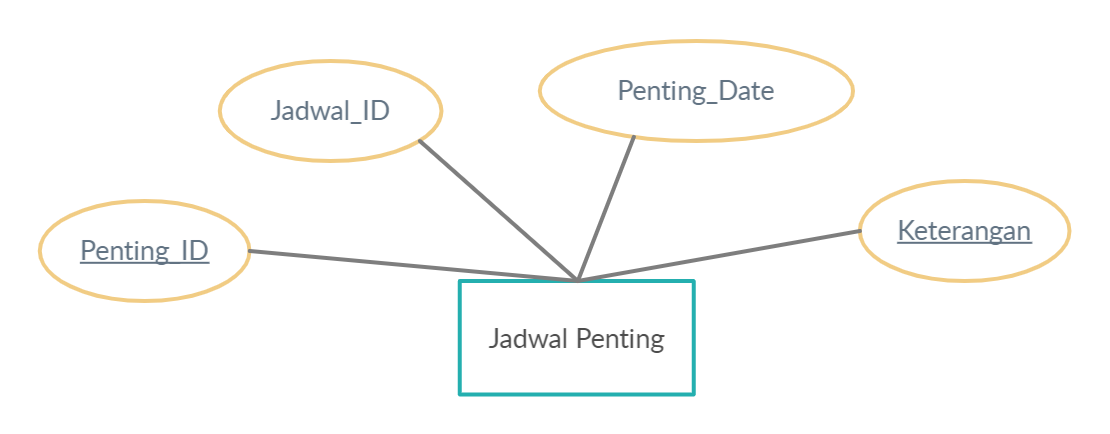 Penting_Date
Jadwal_ID
Keterangan
Penting_ID
Jadwal Penting